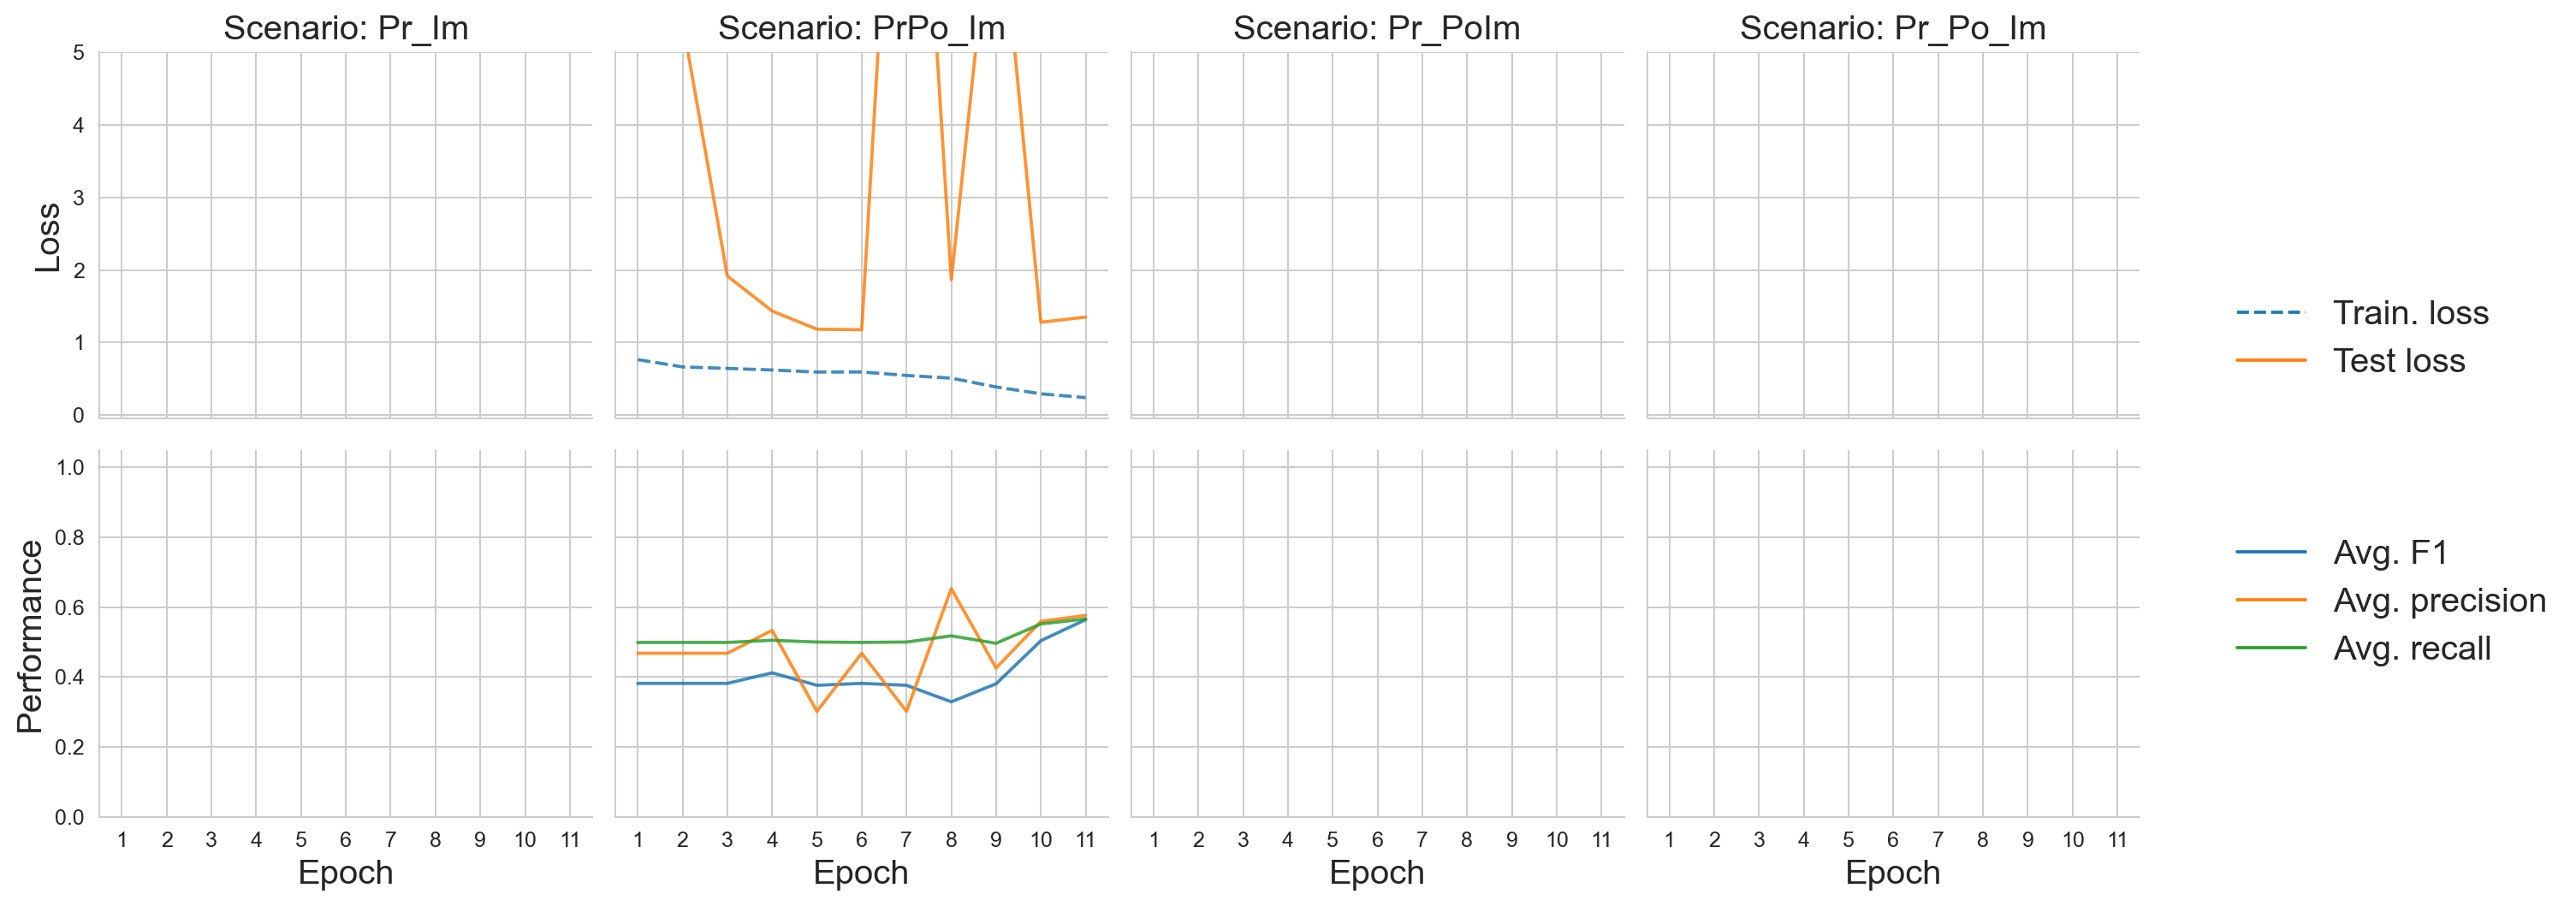 Scenario: Pr_Im
Scenario: PrPo_Im
Scenario: Pr_PoIm
Scenario: Pr_Po_Im
5
4
3
2
1
0
Loss
Train. loss
Test loss
1.0
0.8
0.6
0.4
0.2
0.0
Performance
Avg. F1
Avg. precision
Avg. recall
1 2 3 4 5 6 7 8 9 10 11
1 2 3 4 5 6 7 8 9 10 11
1 2 3 4 5 6 7 8 9 10 11
1 2 3 4 5 6 7 8 9 10 11
Epoch
Epoch
Epoch
Epoch